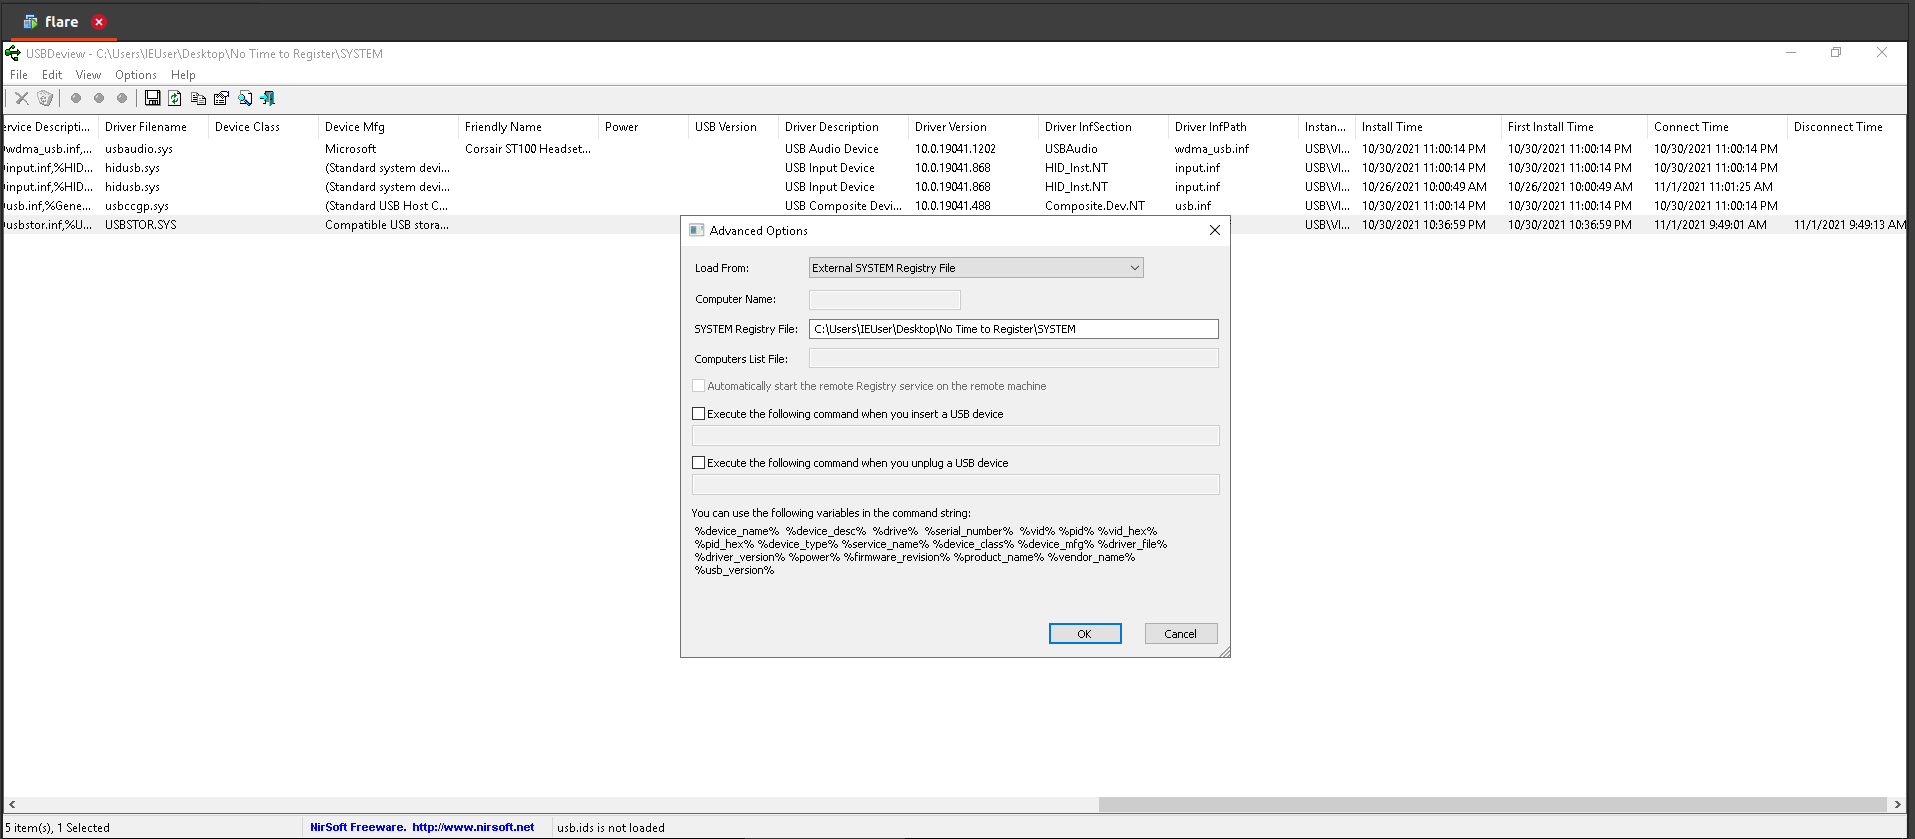 flare
USBDeview - C:\Users\IEUser\Desktop\No Time to Register\SYSTEM
File Edit View Options Help
ervice Descripti... Driver Filename Device Class Device Mfg Friendly Name Power USB Version Driver Description Driver Version Driver InfSection Driver InfPath Instan... Install Time First Install Time Connect Time Disconnect Time
wdma_usb.inf,... usbaudio.sys Microsoft Corsair ST100 Headset... USB Audio Device 10.0.19041.1202 USBAudio wdma_usb.inf USB\VI... 10/30/2021 11:00:14 PM 10/30/2021 11:00:14 PM 10/30/2021 11:00:14 PM
input.inf,%HID... hidusb.sys (Standard system devi... USB Input Device 10.0.19041.868 HID_Inst.NT input.inf USB\VI... 10/30/2021 11:00:14 PM 10/30/2021 11:00:14 PM 10/30/2021 11:00:14 PM
input.inf,%HID... hidusb.sys (Standard system devi... USB Input Device 10.0.19041.868 HID_Inst.NT input.inf USB\VI... 10/26/2021 10:00:49 AM 10/26/2021 10:00:49 AM 11/1/2021 11:01:25 AM
usb.inf,%Gene... usbccgp.sys (Standard USB Host C... USB Composite Devi... 10.0.19041.488 Composite.Dev.NT usb.inf USB\VI... 10/30/2021 11:00:14 PM 10/30/2021 11:00:14 PM 10/30/2021 11:00:14 PM
usbstor.inf,%U... USBSTOR.SYS Compatible USB stora... USB\VI... 10/30/2021 10:36:59 PM 10/30/2021 10:36:59 PM 11/1/2021 9:49:01 AM 11/1/2021 9:49:13 AM
Advanced Options
Load From: External SYSTEM Registry File
Computer Name:
SYSTEM Registry File: C:\Users\IEUser\Desktop\No Time to Register\SYSTEM
Computers List File:
Automatically start the remote Registry service on the remote machine
Execute the following command when you insert a USB device
Execute the following command when you unplug a USB device
You can use the following variables in the command string:
%device_name% %device_desc% %drive% %serial_number% %vid% %pid% %vid_hex%
%pid_hex% %device_type% %service_name% %device_class% %device_mfg% %driver_file%
%driver_version% %power% %firmware_revision% %product_name% %vendor_name%
%usb_version%
OK Cancel
5 item(s), 1 Selected NirSoft Freeware. http://www.nirsoft.net usb.ids is not loaded